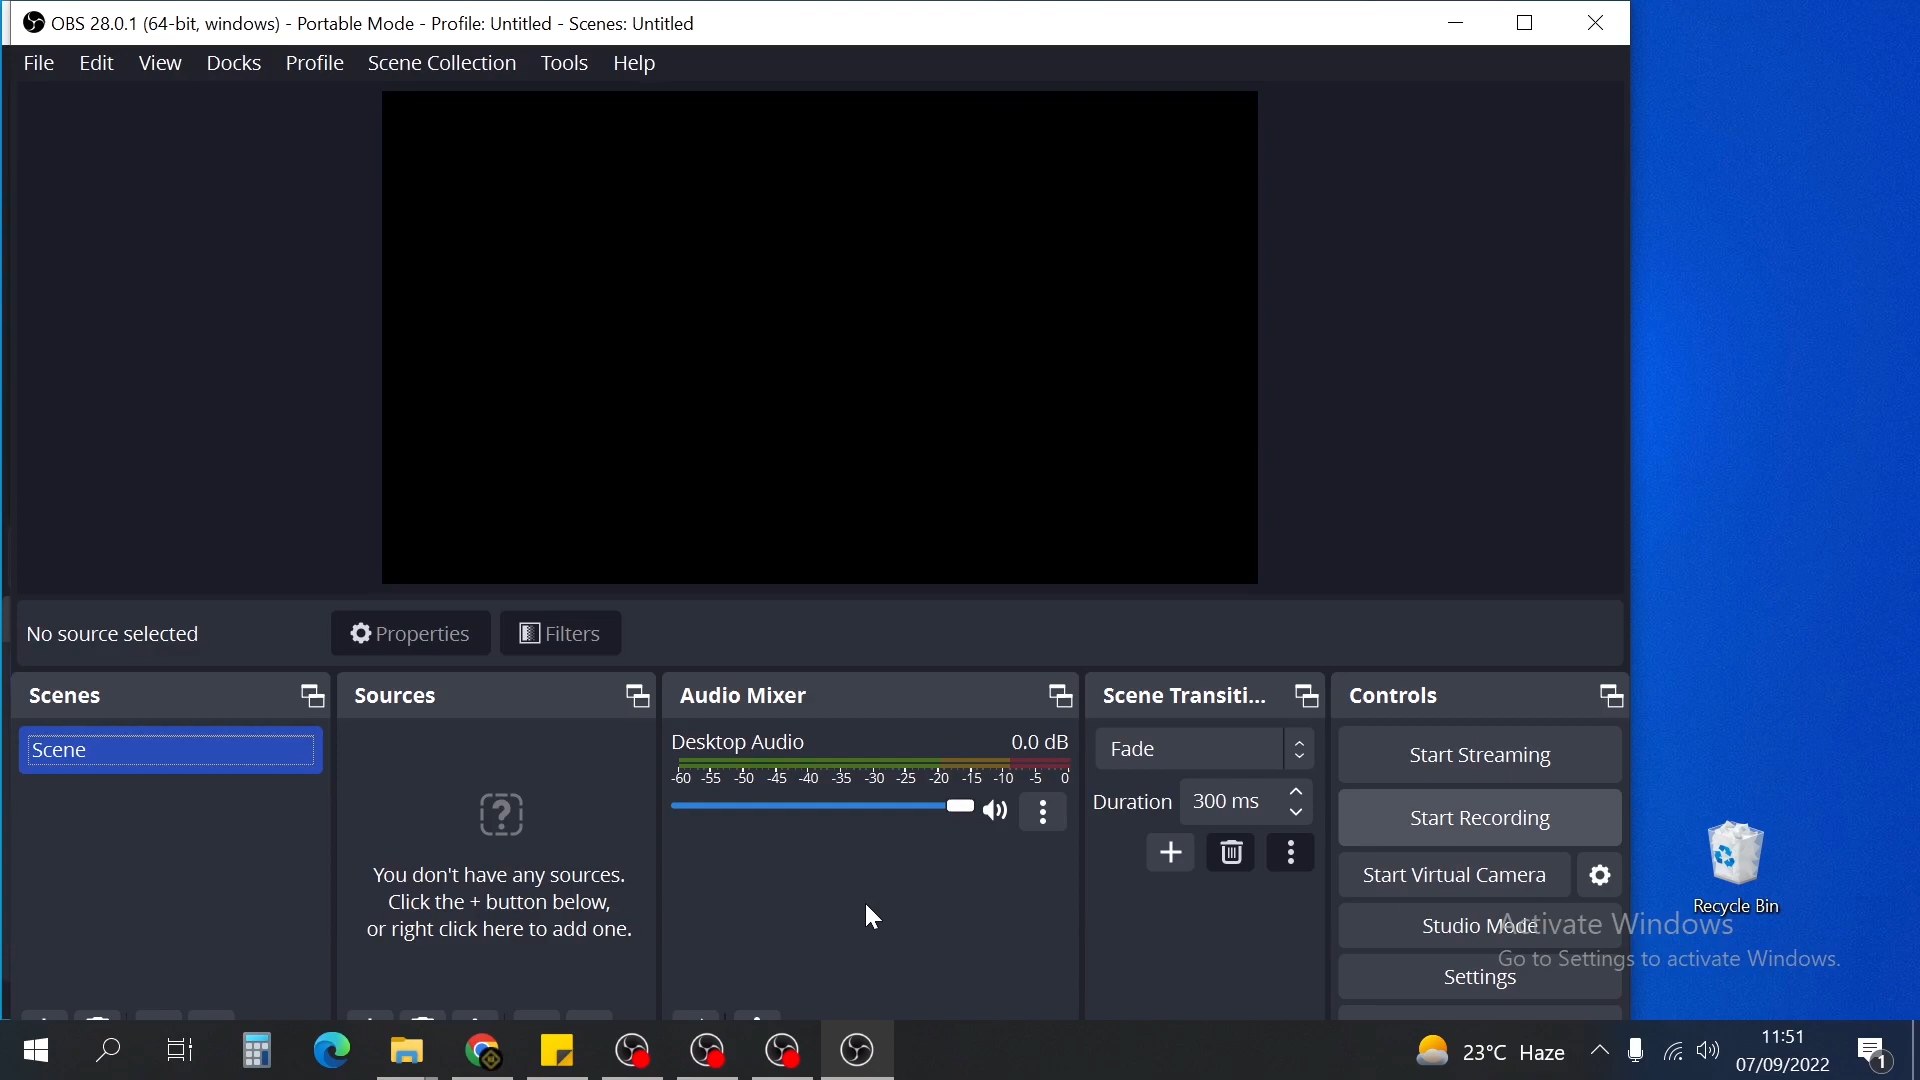 OBS 28.0.1 (64-bit, windows) - Portable Mode - Profile: Untitled - Scenes: Untitled
File Edit View Docks Profile Scene Collection Tools Help
No source selected
Properties
Filters
Scenes
Scene
Sources
You don't have any sources.
Click the + button below,
or right click here to add one.
Audio Mixer
Desktop Audio 0.0 dB
-60 -55 -50 -45 -40 -35 -30 -25 -20 -15 -10 -5 0
Scene Transiti...
Fade
Duration 300 ms
Controls
Start Streaming
Start Recording
Start Virtual Camera
Studio Mode
Settings
Recycle Bin
Activate Windows
Go to Settings to activate Windows.
23°C Haze
11:51
07/09/2022
1